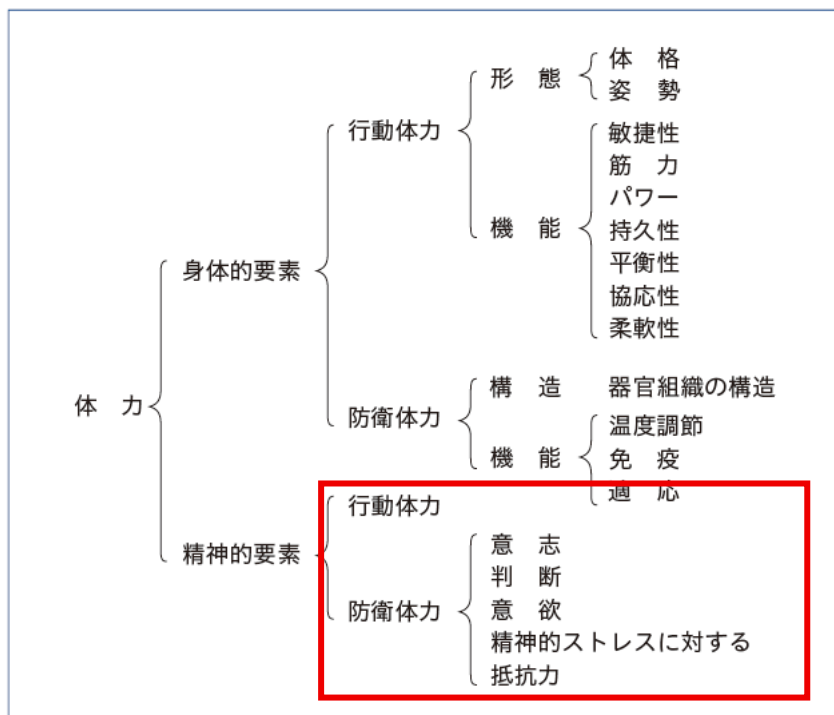 体　格
形　態
姿　勢
行動体力
敏捷性
筋　力
パワー
機　能
持久性
平衡性
協応性
柔軟性
身体的要素
体　力
構　造　器官組織の構造
防衛体力
温度調節
機　能
免　疫
適　応
精神的要素
行動体力
意　志
判　断
防衛体力
意　欲
精神的ストレスに対する
抵抗力